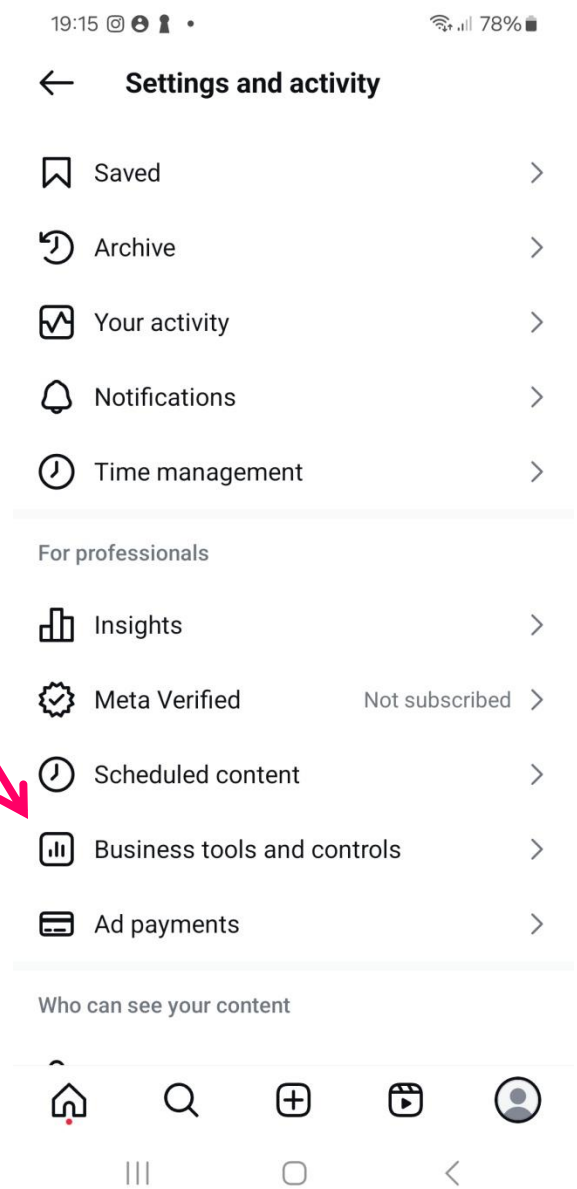 19:15
78%
Settings and activity
Saved
Archive
Your activity
Notifications
Time management
For professionals
Insights
Meta Verified Not subscribed
Scheduled content
Business tools and controls
Ad payments
Who can see your content